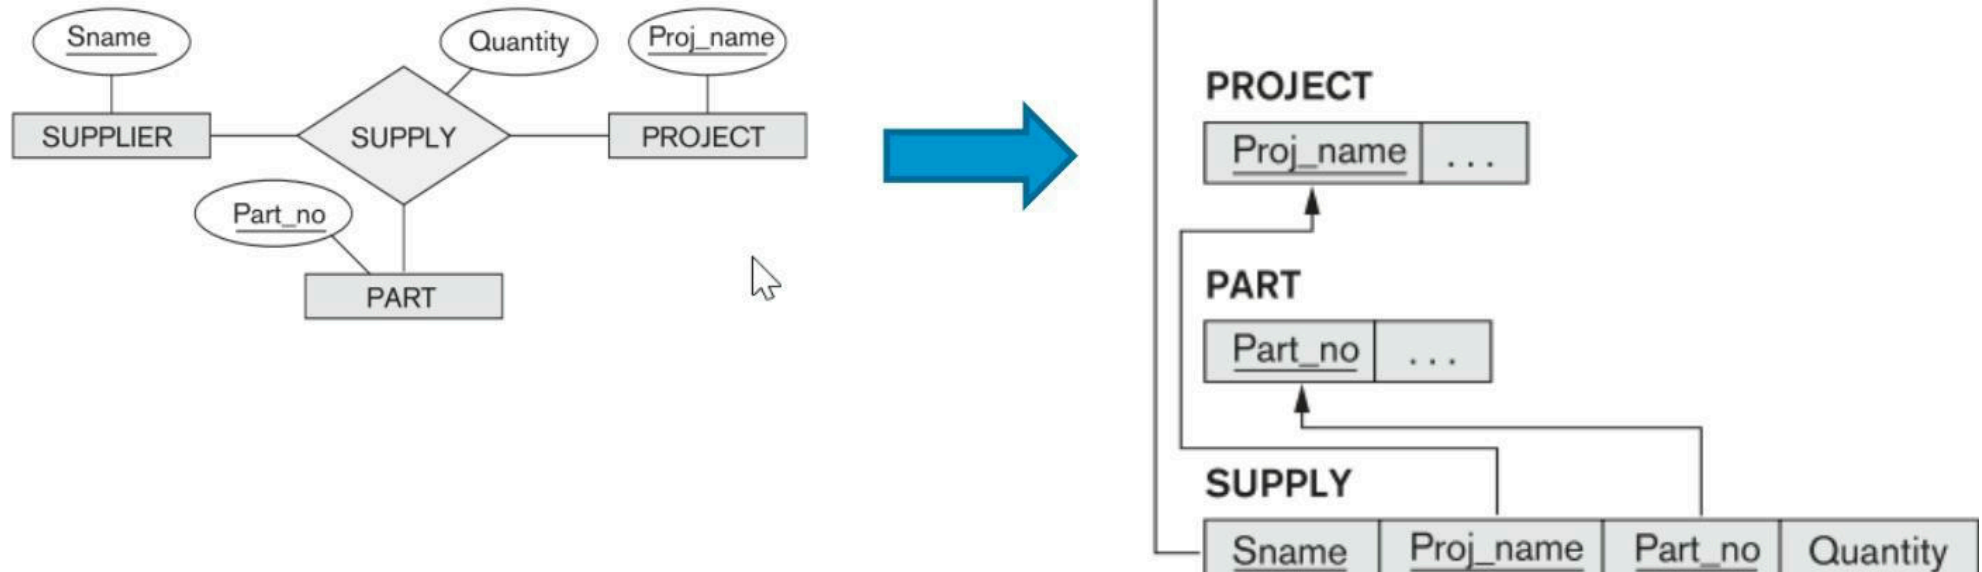 Sname
Quantity
Proj_name
SUPPLIER
SUPPLY
PROJECT
Part_no
PART
PROJECT
Proj_name ...
PART
Part_no ...
SUPPLY
Sname Proj_name Part_no Quantity